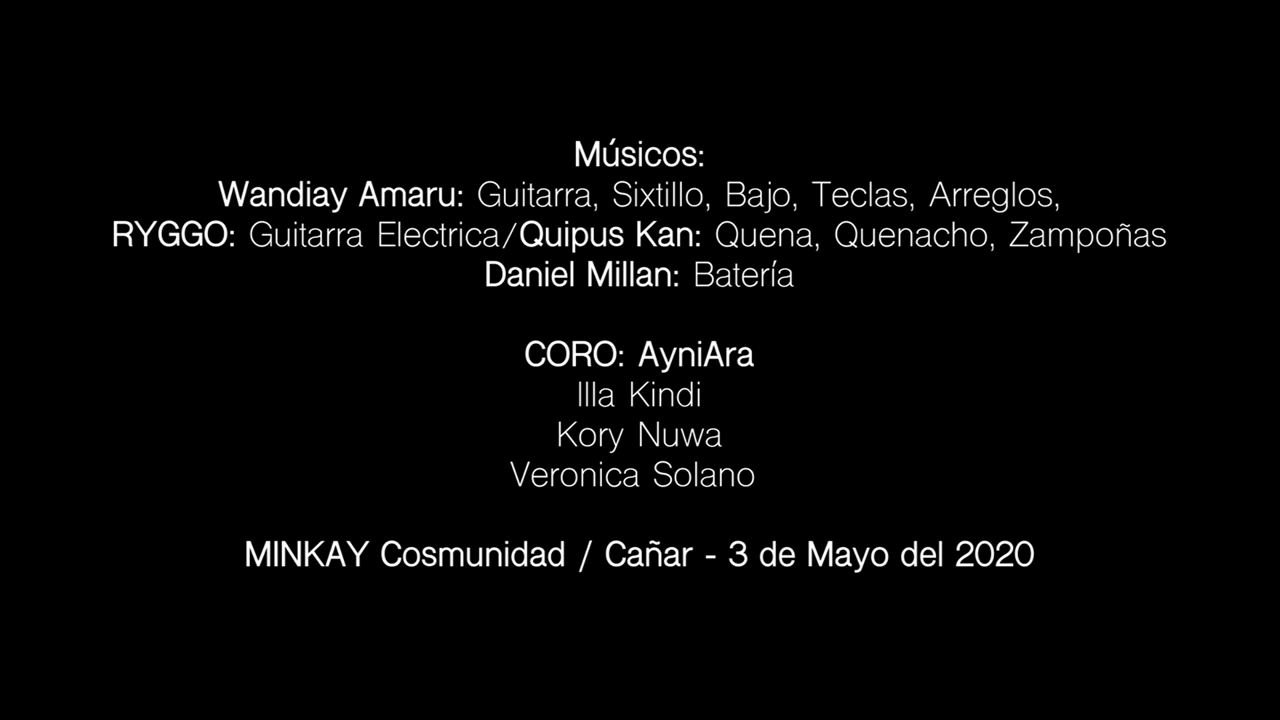 Músicos:
Wandiay Amaru: Guitarra, Sixtillo, Bajo, Teclas, Arreglos,
RYGGO: Guitarra Electrica/Quipus Kan: Quena, Quenacho, Zampoñas
Daniel Millan: Batería
CORO: AyniAra
Illa Kindi
Kory Nuwa
Veronica Solano
MINKAY Cosmunidad / Cañar - 3 de Mayo del 2020